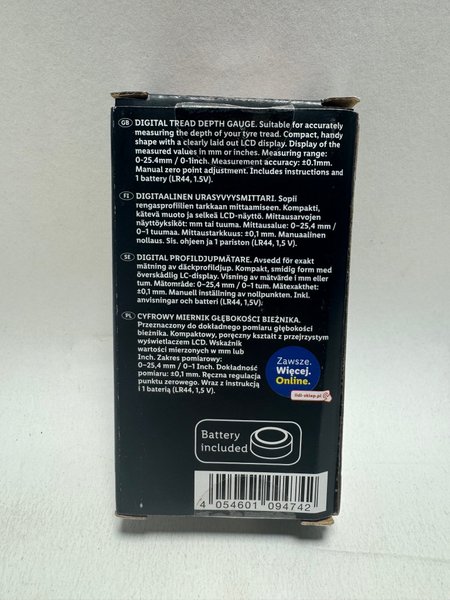 GB DIGITAL TREAD DEPTH GAUGE. Suitable for accurately
measuring the depth of your tyre tread. Compact, handy
shape with a clearly laid out LCD display. Display of the
measured values in mm or inches. Measuring range:
0-25.4mm / 0-1inch. Measurement accuracy: ±0.1mm.
Manual zero point adjustment. Includes instructions and
1 battery (LR44, 1.5V).
FI DIGITAALINEN URASYVYYSMITTARI. Sopii
rengasprofiilien tarkkaan mittaamiseen. Kompakti,
kätevä muoto ja selkeä LCD-näyttö. Mittausarvojen
näyttöyksiköt: mm tai tuuma. Mittausalue: 0–25,4 mm /
0–1 tuumaa. Mittaustarkkuus: ±0,1 mm. Manuaalinen
nollaus. Sis. ohjeen ja 1 pariston (LR44, 1,5 V).
SE DIGITAL PROFILDJUPMÄTARE. Avsedd för exakt
mätning av däckprofildjup. Kompakt, smidig form med
överskådlig LC-display. Visning av mätvärde i mm eller
tum. Mätområde: 0–25,4 mm / 0–1 tum. Mätexakthet:
±0,1 mm. Manuell inställning av nollpunkten. Inkl.
anvisningar och batteri (LR44, 1,5V).
PL CYFROWY MIERNIK GŁĘBOKOŚCI BIEŻNIKA.
Przeznaczony do dokładnego pomiaru głębokości
bieżnika. Kompaktowy, poręczny kształt z przejrzystym
wyświetlaczem LCD. Wskaźnik
wartości mierzonych w mm lub
Inch. Zakres pomiarowy:
0–25,4 mm / 0–1 Inch. Dokładność
pomiaru: ±0,1 mm. Ręczna regulacja
punktu zerowego. Wraz z instrukcją
i 1 baterią (LR44, 1,5 V).
Zawsze.
Więcej.
Online.
lidl-sklep.pl
Battery
included
4 054601 094742